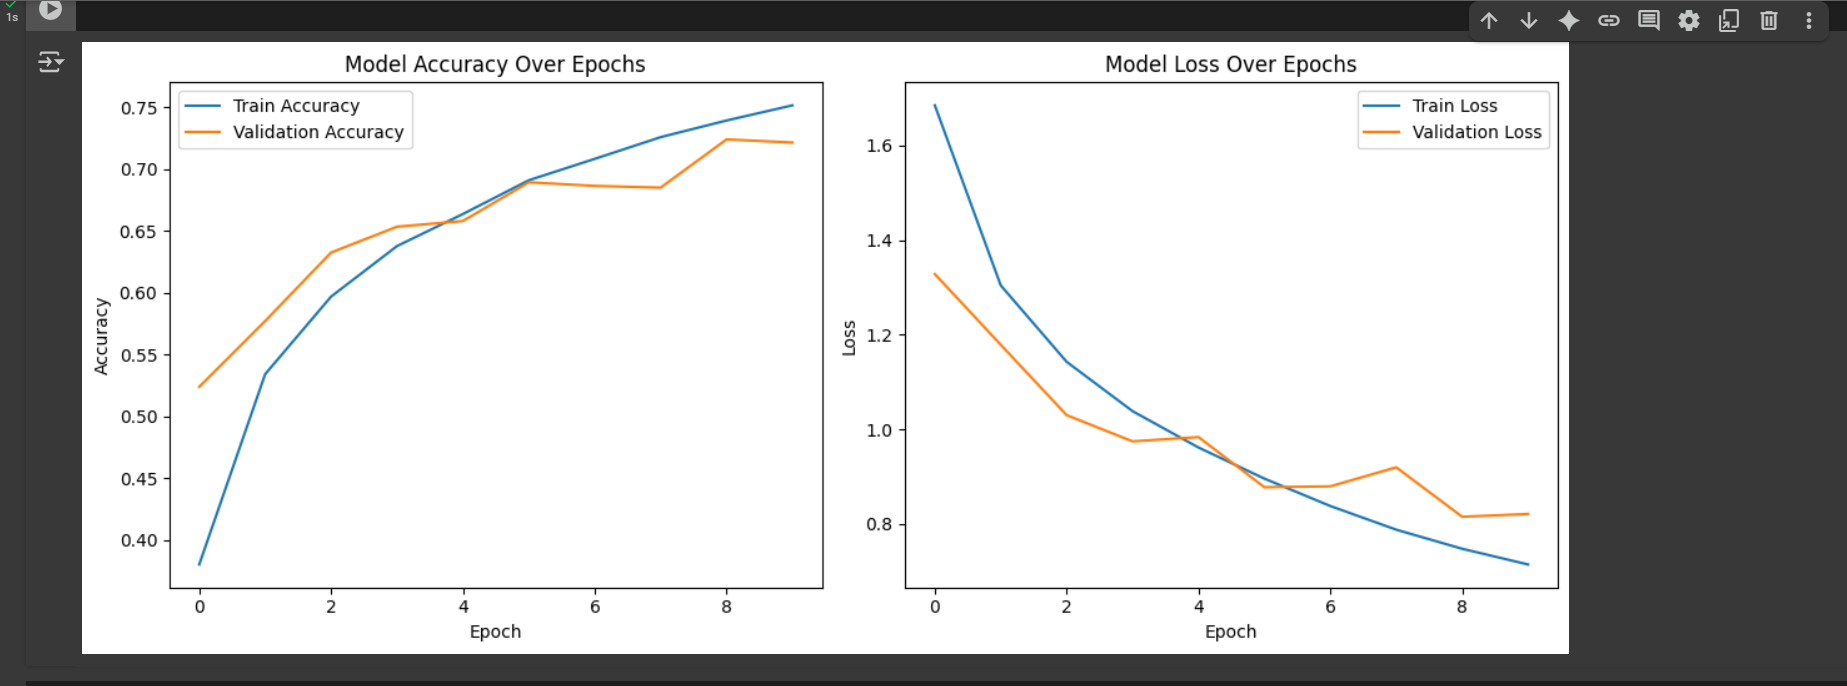 1s
Model Accuracy Over Epochs
Train Accuracy
Validation Accuracy
0.75
0.70
0.65
0.60
0.55
0.50
0.45
0.40
Accuracy
0 2 4 6 8
Epoch
Model Loss Over Epochs
Train Loss
Validation Loss
1.6
1.4
1.2
1.0
0.8
Loss
0 2 4 6 8
Epoch